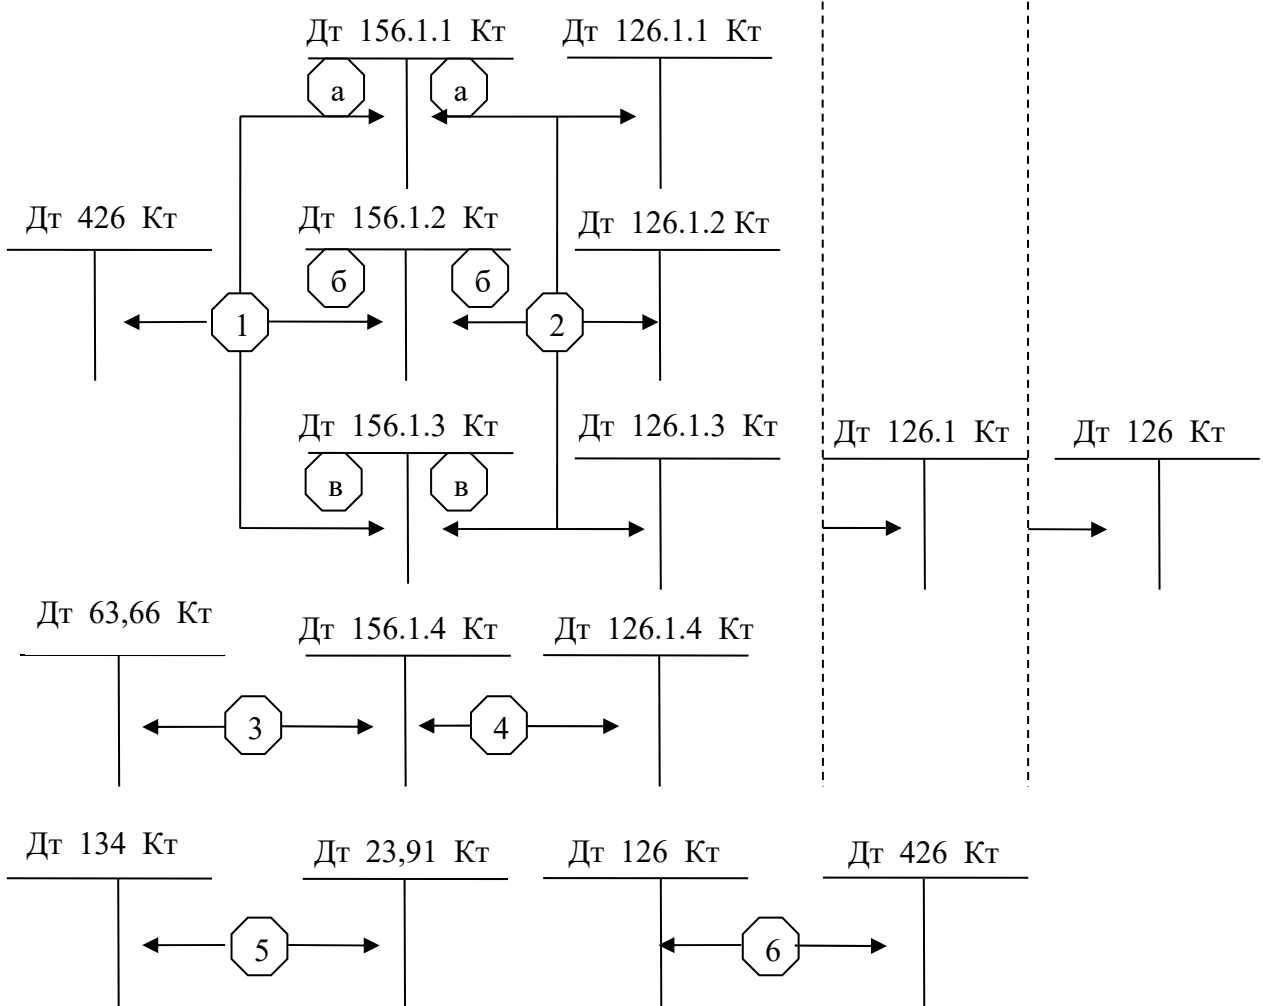 Дт 156.1.1 Кт Дт 126.1.1 Кт
а а
Дт 426 Кт Дт 156.1.2 Кт Дт 126.1.2 Кт
б б
1 2
Дт 156.1.3 Кт Дт 126.1.3 Кт Дт 126.1 Кт Дт 126 Кт
в в
Дт 63,66 Кт Дт 156.1.4 Кт Дт 126.1.4 Кт
3 4
Дт 134 Кт Дт 23,91 Кт Дт 126 Кт Дт 426 Кт
5 6